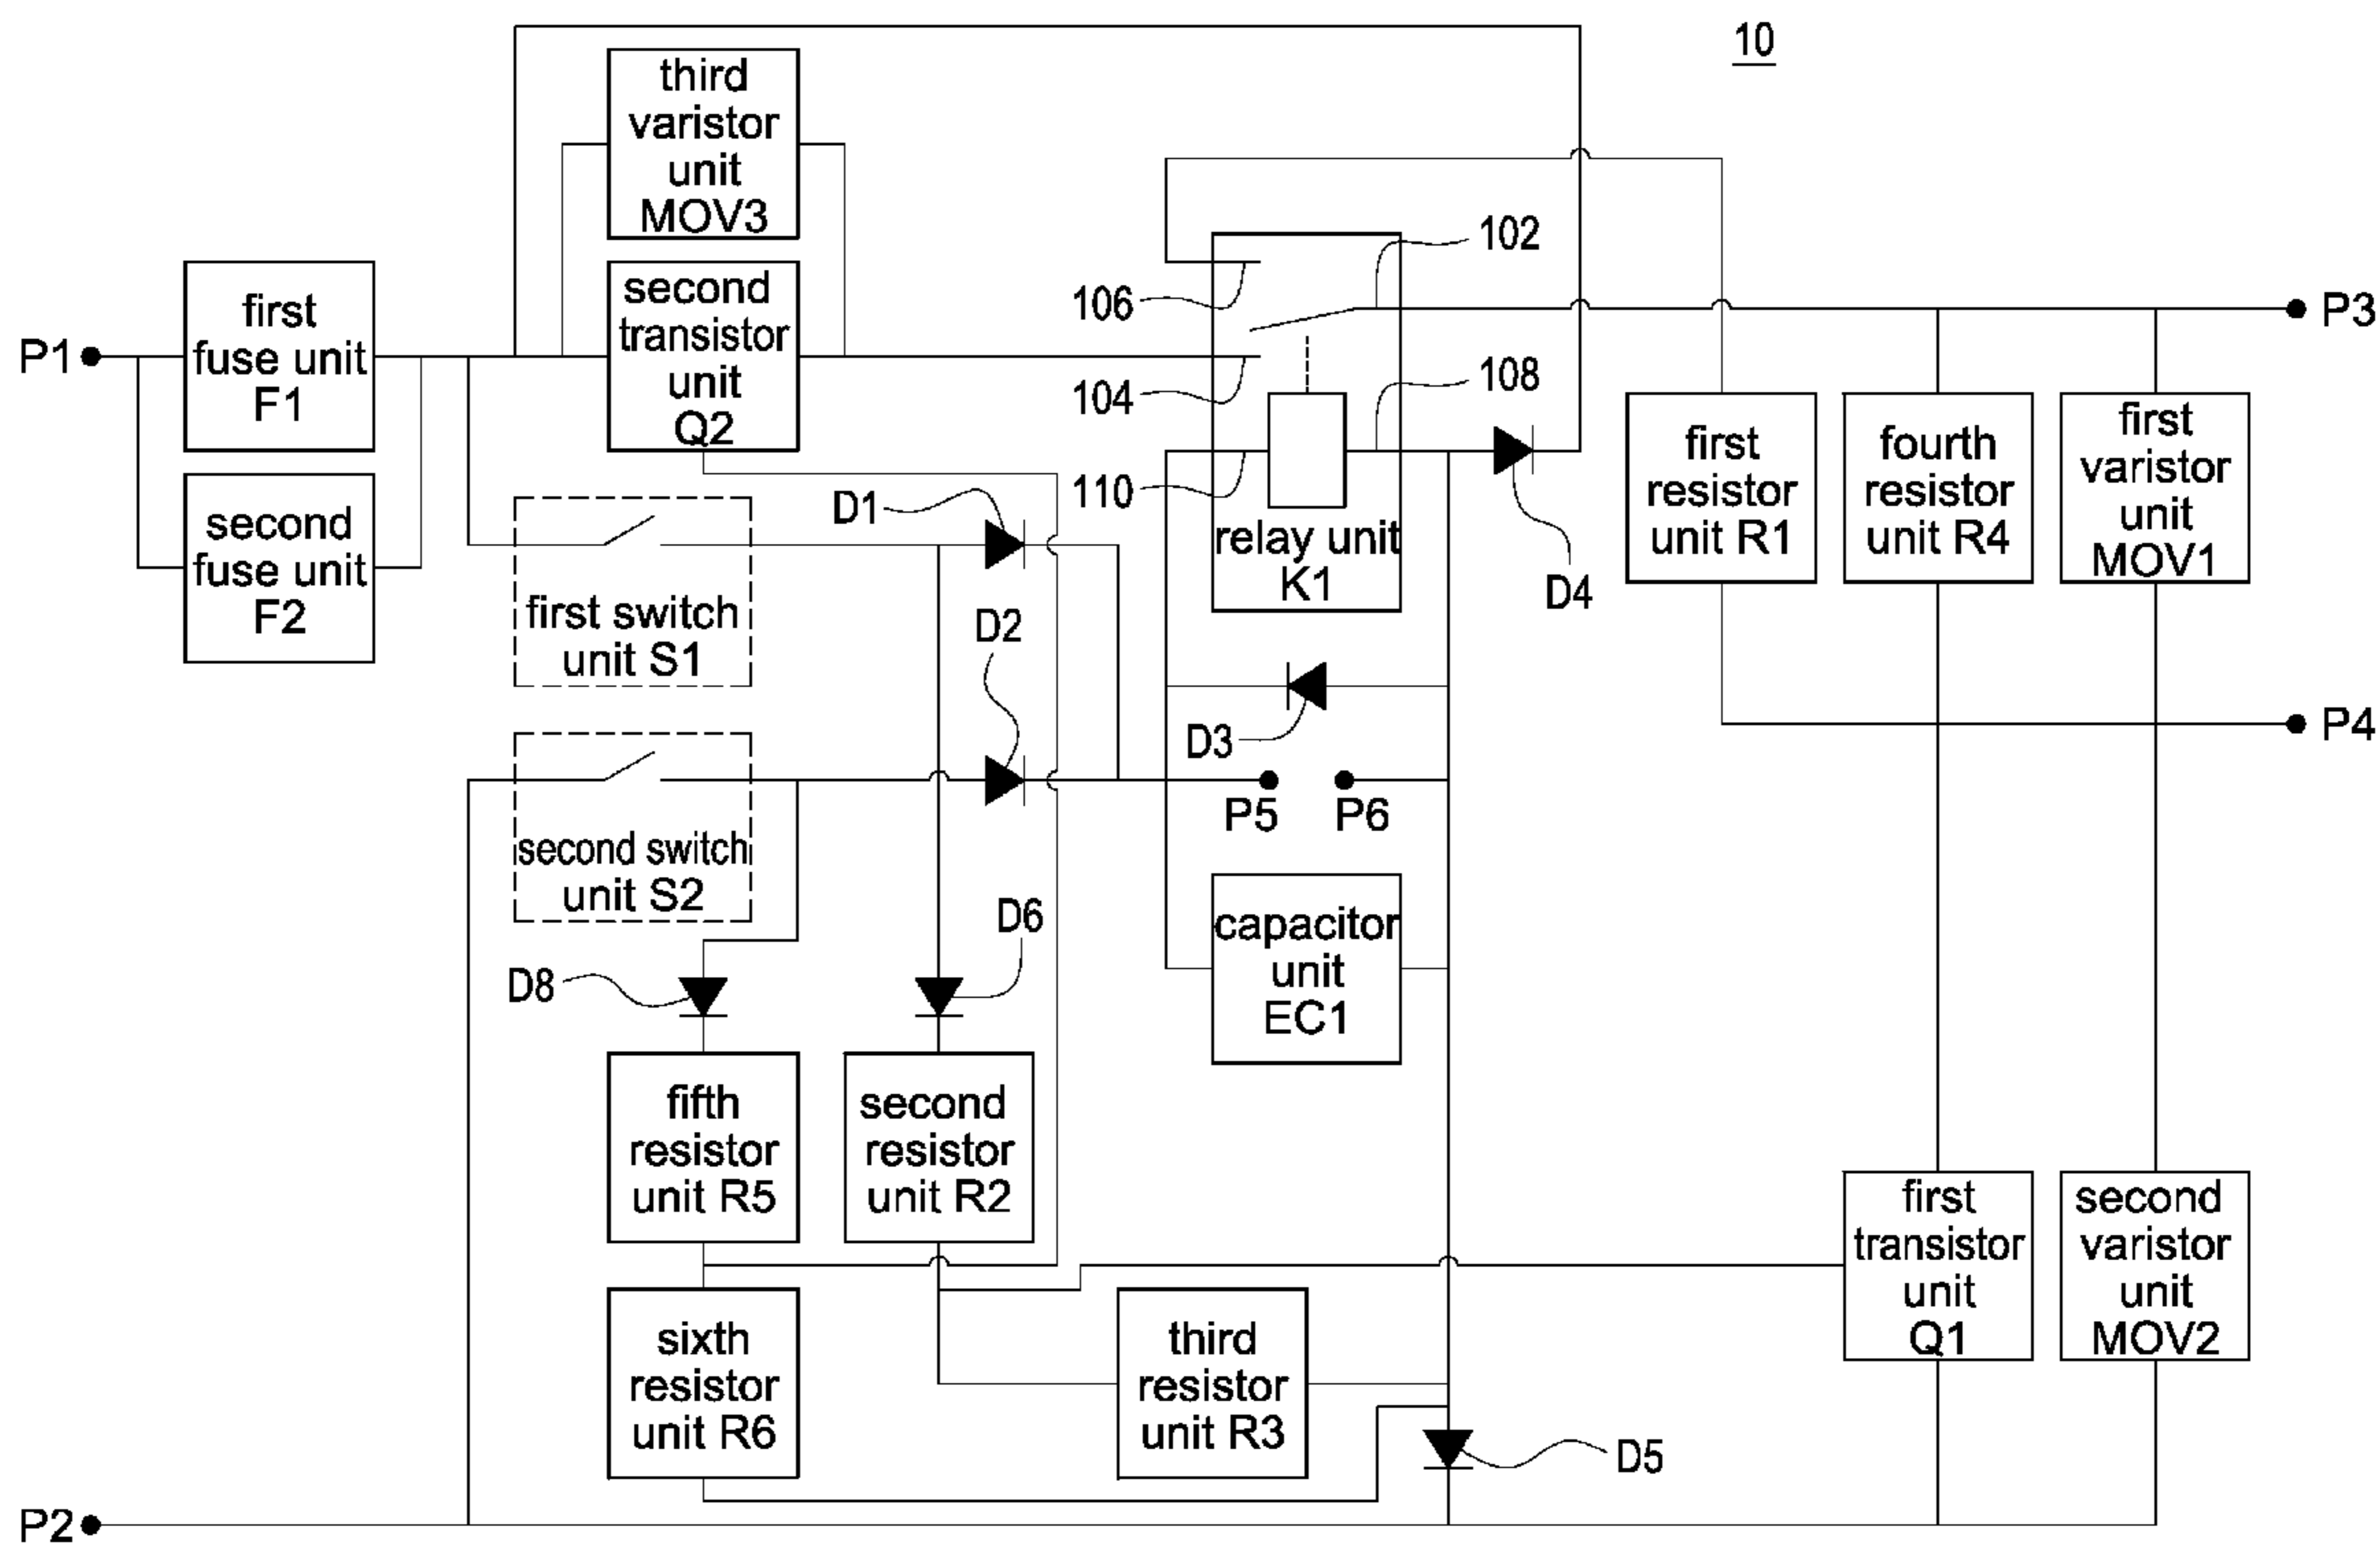 10
third
varistor
unit
MOV3
102
106
P3
first
fuse unit
F1
second
transistor
unit
Q2
P1
104
108
110
first
resistor
unit R1
fourth
resistor
unit R4
first
varistor
unit
MOV1
second
fuse unit
F2
D1
relay unit
K1
D4
first switch
unit S1
D2
D3
P4
P5
P6
second switch
unit S2
D8
D6
capacitor
unit
EC1
fifth
resistor
unit R5
second
resistor
unit R2
first
transistor
unit
Q1
second
varistor
unit
MOV2
sixth
resistor
unit R6
third
resistor
unit R3
D5
P2